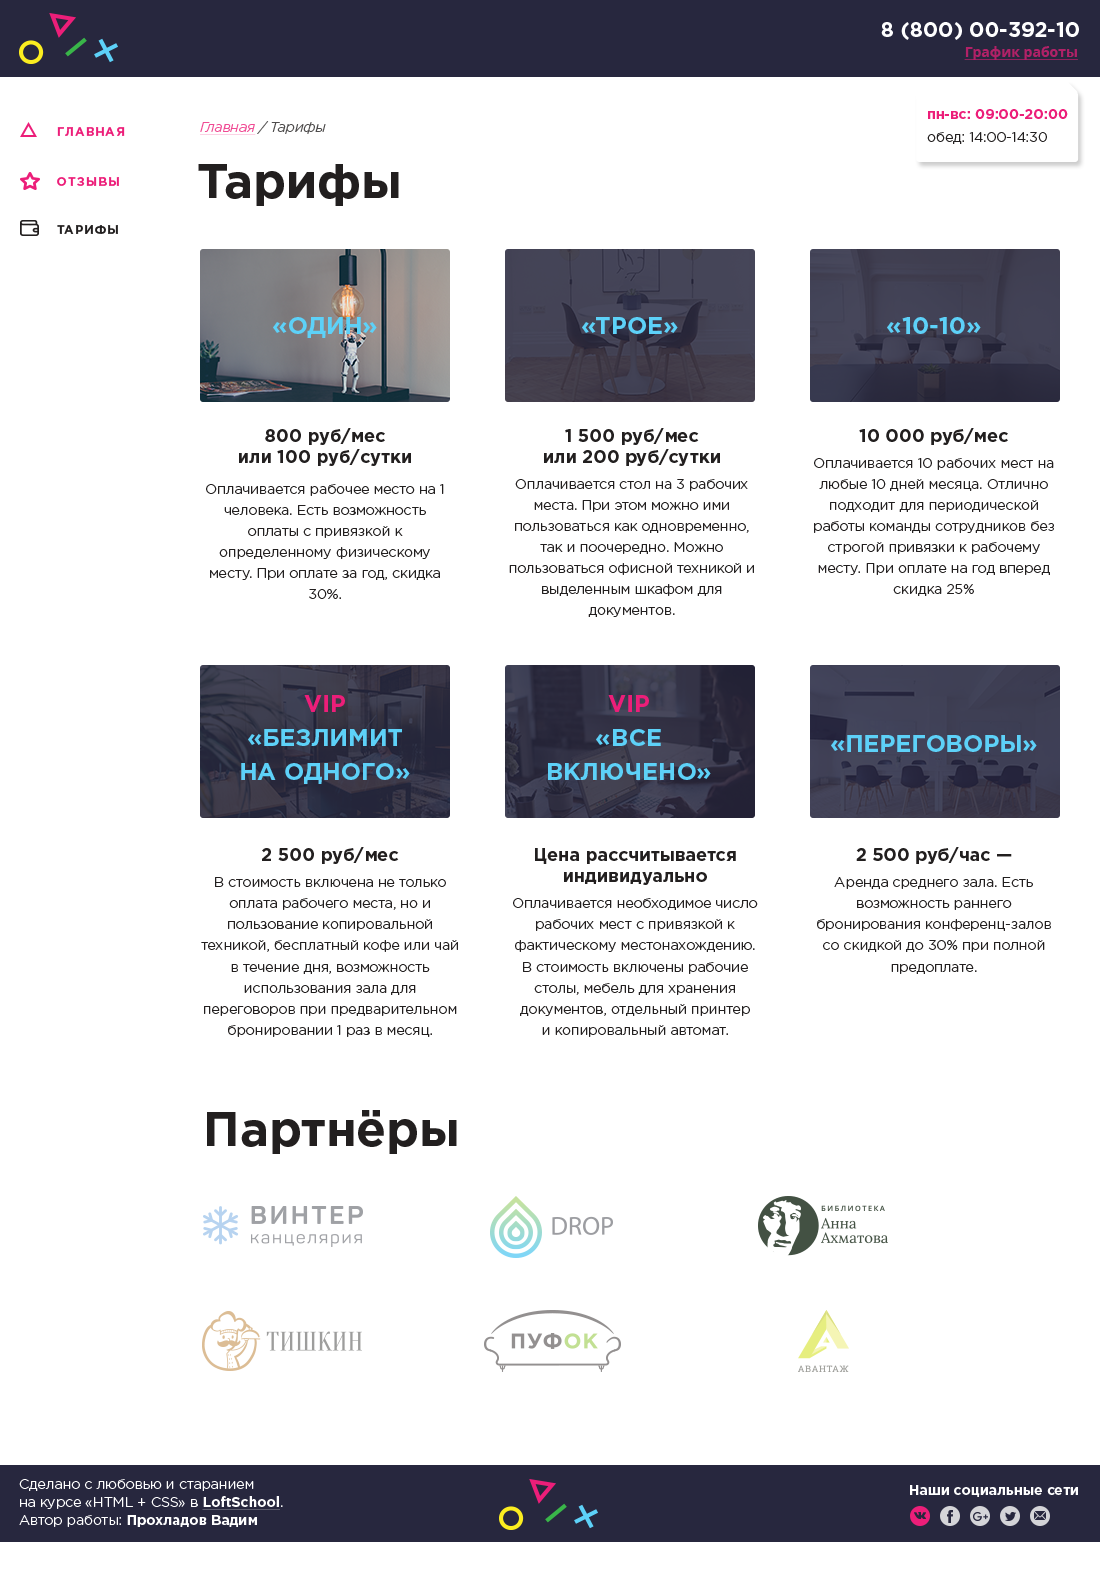 8 (800) 00-392-10
График работы
пн-вс: 09:00-20:00
обед: 14:00-14:30
ГЛАВНАЯ
ОТЗЫВЫ
ТАРИФЫ
Главная / Тарифы
Тарифы
«ОДИН»
800 руб/мес
или 100 руб/сутки
Оплачивается рабочее место на 1
человека. Есть возможность
оплаты с привязкой к
определенному физическому
месту. При оплате за год, скидка
30%.
«ТРОЕ»
1 500 руб/мес
или 200 руб/сутки
Оплачивается стол на 3 рабочих
места. При этом можно ими
пользоваться как одновременно,
так и поочередно. Можно
пользоваться офисной техникой и
выделенным шкафом для
документов.
«10-10»
10 000 руб/мес
Оплачивается 10 рабочих мест на
любые 10 дней месяца. Отлично
подходит для периодической
работы команды сотрудников без
строгой привязки к рабочему
месту. При оплате на год вперед
скидка 25%
VIP
«БЕЗЛИМИТ
НА ОДНОГО»
2 500 руб/мес
В стоимость включена не только
оплата рабочего места, но и
пользование копировальной
техникой, бесплатный кофе или чай
в течение дня, возможность
использования зала для
переговоров при предварительном
бронировании 1 раз в месяц.
VIP
«ВСЕ
ВКЛЮЧЕНО»
Цена рассчитывается
индивидуально
Оплачивается необходимое число
рабочих мест с привязкой к
фактическому местонахождению.
В стоимость включены рабочие
столы, мебель для хранения
документов, отдельный принтер
и копировальный автомат.
«ПЕРЕГОВОРЫ»
2 500 руб/час —
Аренда среднего зала. Есть
возможность раннего
бронирования конференц-залов
со скидкой до 30% при полной
предоплате.
Партнёры
ВИНТЕР
канцелярия
DROP
БИБЛИОТЕКА
Анна
Ахматова
ТИШКИН
ПУФОК
АВАНТАЖ
Сделано с любовью и старанием
на курсе «HTML + CSS» в LoftSchool.
Автор работы: Прохладов Вадим
Наши социальные сети